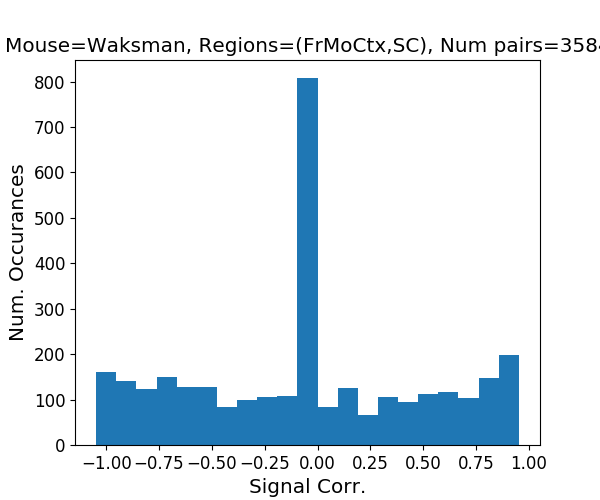 Mouse=Waksman, Regions=(FrMoCtx,SC), Num pairs=3584
800
700
600
500
400
300
200
100
0
Num. Occurances
−1.00 −0.75 −0.50 −0.25 0.00 0.25 0.50 0.75 1.00
Signal Corr.